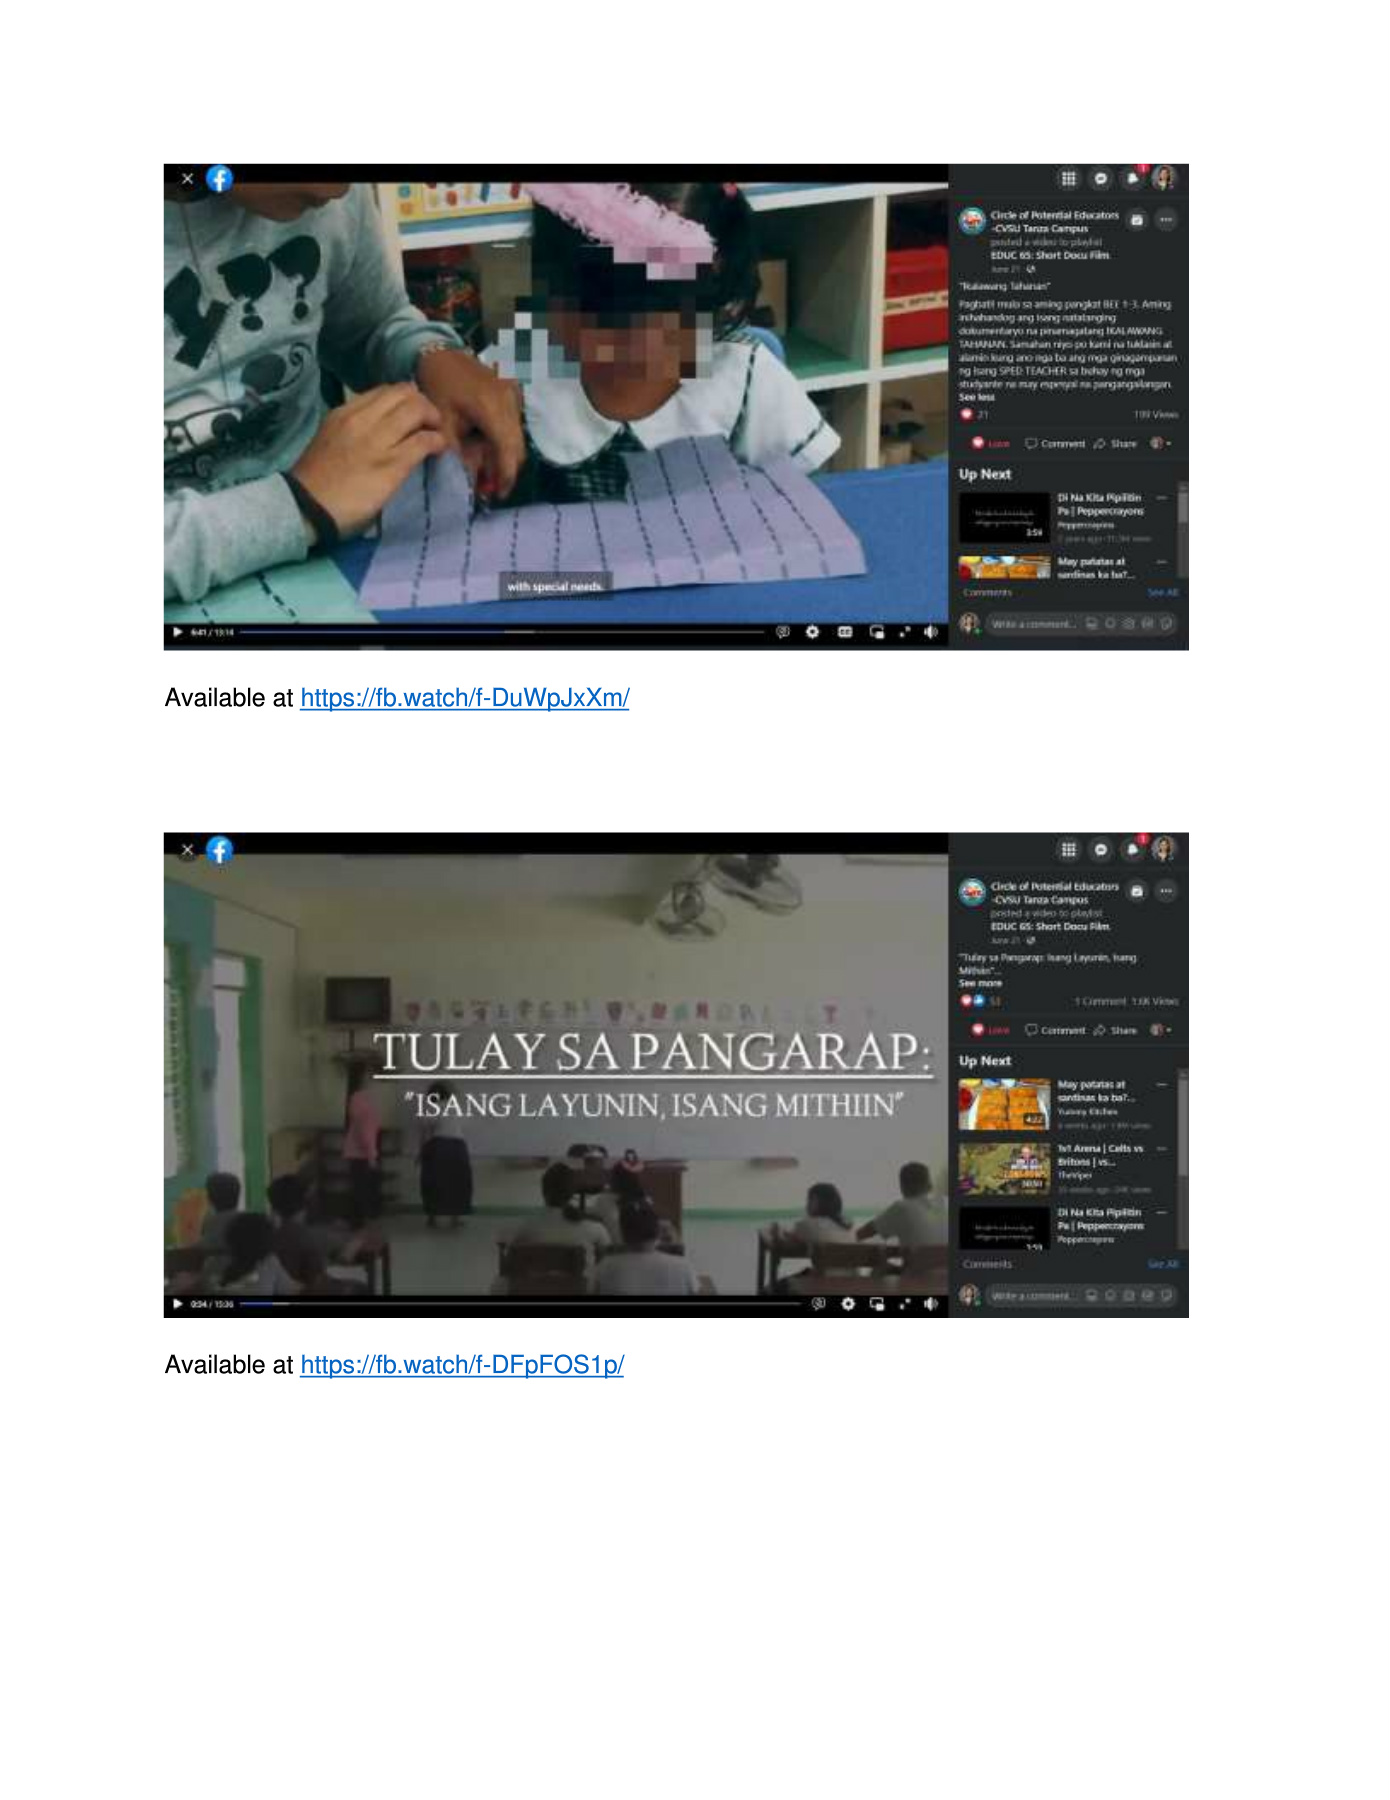 Circle of Potential Educators
-CVSU Tanza Campus
posted a video to playlist
EDUC 65: Short Docu Film
June 21
"Ikalawang Tahanan"
Pagbati mula sa aming pangkat BEE 1-3. Aming
inihahandog ang isang natatanging
dokumentaryo na pinamagatang IKALAWANG
TAHANAN. Samahan niyo po kami na tuklasin at
alamin kung ano nga ba ang mga ginagampanan
ng isang SPED TEACHER sa buhay ng mga
studyante na may espesyal na pangangailangan.
See less
21
199 Views
Love Comment Share
Up Next
Di Na Kita Pipilitin
Pa | Peppercrayons
Peppercrayons
3:59
May patatas at
sardinas ka ba?...
Comments See All
Write a comment...
with special needs.
6:41 / 13:14
Available at https://fb.watch/f-DuWpJxXm/
Circle of Potential Educators
-CVSU Tanza Campus
posted a video to playlist
EDUC 65: Short Docu Film
June 21
"Tulay sa Pangarap: Isang Layunin, Isang
Mithiin"...
See more
53 1 Comment 1.6K Views
Love Comment Share
TULAY SA PANGARAP:
"ISANG LAYUNIN, ISANG MITHIIN"
Up Next
May patatas at
sardinas ka ba?...
Yummy Kitchen
4:22
1v1 Arena | Celts vs
Britons | vs...
TheViper
Di Na Kita Pipilitin
Pa | Peppercrayons
Peppercrayons
3:59
Comments See All
Write a comment...
0:54 / 15:36
Available at https://fb.watch/f-DFpFOS1p/